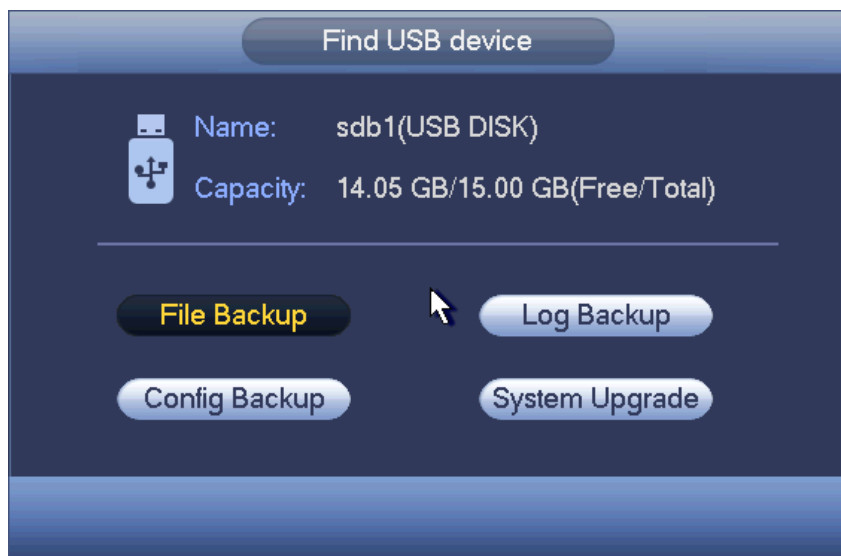 Find USB device
Name: sdb1(USB DISK)
Capacity: 14.05 GB/15.00 GB(Free/Total)
File Backup Log Backup
Config Backup System Upgrade